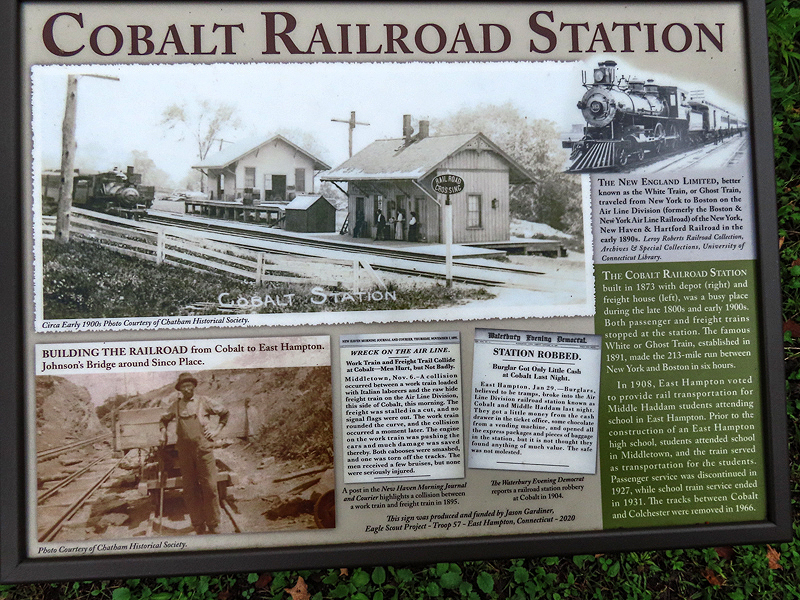 COBALT RAILROAD STATION
RAIL ROAD
CROSSING
COBALT STATION
Circa Early 1900s Photo Courtesy of Chatham Historical Society.
THE NEW ENGLAND LIMITED, better
known as the White Train, or Ghost Train,
traveled from New York to Boston on the
Air Line Division (formerly the Boston &
New York Air Line Railroad) of the New York,
New Haven & Hartford Railroad in the
early 1890s. Leroy Roberts Railroad Collection,
Archives & Special Collections, University of
Connecticut Library.
THE COBALT RAILROAD STATION
built in 1873 with depot (right) and
freight house (left), was a busy place
during the late 1800s and early 1900s.
Both passenger and freight trains
stopped at the station. The famous
White or Ghost Train, established in
1891, made the 213-mile run between
New York and Boston in six hours.
In 1908, East Hampton voted
to provide rail transportation for
Middle Haddam students attending
school in East Hampton. Prior to the
construction of an East Hampton
high school, students attended school
in Middletown, and the train served
as transportation for the students.
Passenger service was discontinued in
1927, while school train service ended
in 1931. The tracks between Cobalt
and Colchester were removed in 1966.
BUILDING THE RAILROAD from Cobalt to East Hampton.
Johnson's Bridge around Sinco Place.
Photo Courtesy of Chatham Historical Society.
NEW HAVEN MORNING JOURNAL AND COURIER, THURSDAY, NOVEMBER 7, 1895.
WRECK ON THE AIR LINE.
Work Train and Freight Trail Collide
at Cobalt—Men Hurt, but Not Badly.
Middletown, Nov. 6.—A collision
occurred between a work train loaded
with Italian laborers and the raw hide
freight train on the Air Line Division,
this side of Cobalt, this morning. The
freight was stalled in a cut, and no
signal flags were out. The work train
rounded the curve, and the collision
occurred a moment later. The engine
on the work train was pushing the
cars and much damage was saved
thereby. Both cabooses were smashed,
and one was torn off the tracks. The
men received a few bruises, but none
were seriously injured.
A post in the New Haven Morning Journal
and Courier highlights a collision between
a work train and freight train in 1895.
Waterbury Evening Democrat.
STATION ROBBED.
Burglar Got Only Little Cash
at Cobalt Last Night.
East Hampton, Jan 29.—Burglars,
believed to be tramps, broke into the Air
Line Division railroad station known as
Cobalt and Middle Haddam last night.
They got a little money from the cash
drawer in the ticket office, some chocolate
from a vending machine, and opened all
the express packages and pieces of baggage
in the station, but it is not thought they
found anything of much value. The safe
was not molested.
The Waterbury Evening Democrat
reports a railroad station robbery
at Cobalt in 1904.
This sign was produced and funded by Jason Gardiner,
Eagle Scout Project - Troop 57 - East Hampton, Connecticut - 2020